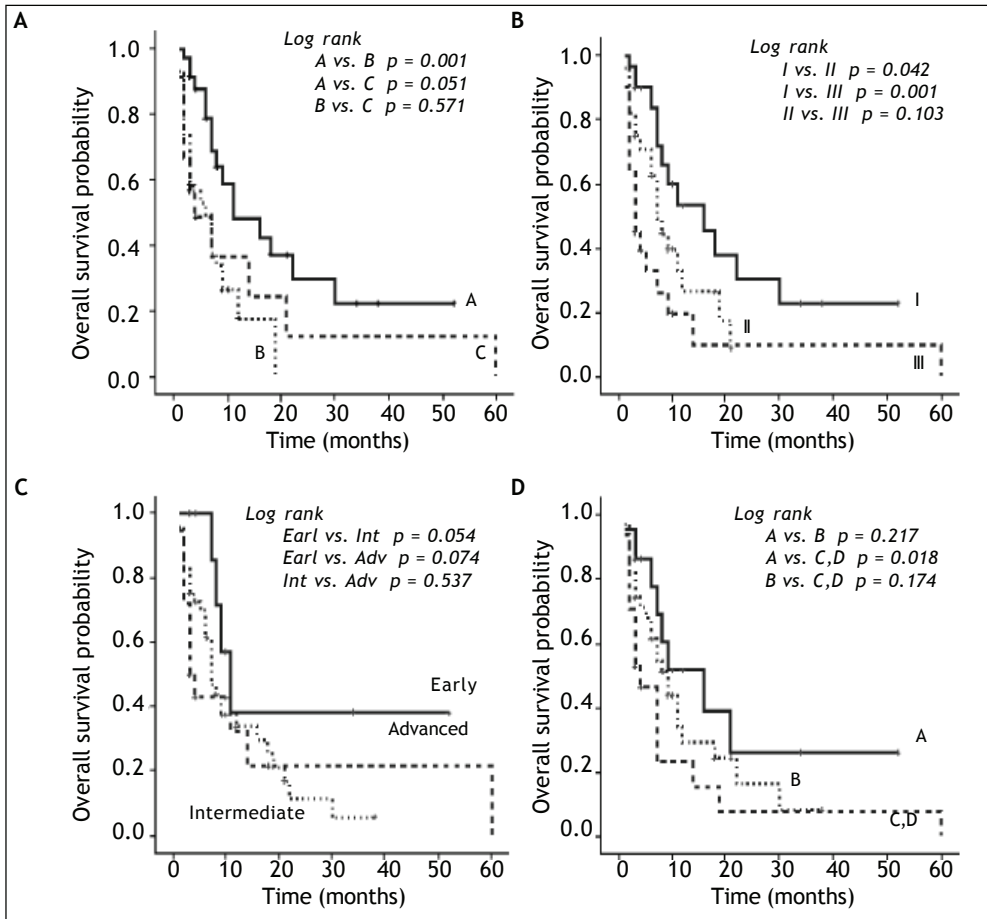 A
Log rank
A vs. B p = 0.001
A vs. C p = 0.051
B vs. C p = 0.571
Overall survival probability
1.0
0.8
0.6
0.4
0.2
0.0
A
B
C
0 10 20 30 40 50 60
Time (months)
B
Log rank
I vs. II p = 0.042
I vs. III p = 0.001
II vs. III p = 0.103
Overall survival probability
1.0
0.8
0.6
0.4
0.2
0.0
I
II
III
0 10 20 30 40 50 60
Time (months)
C
Log rank
Earl vs. Int p = 0.054
Earl vs. Adv p = 0.074
Int vs. Adv p = 0.537
Overall survival probability
1.0
0.8
0.6
0.4
0.2
0.0
Early
Advanced
Intermediate
0 10 20 30 40 50 60
Time (months)
D
Log rank
A vs. B p = 0.217
A vs. C,D p = 0.018
B vs. C,D p = 0.174
Overall survival probability
1.0
0.8
0.6
0.4
0.2
0.0
A
B
C,D
0 10 20 30 40 50 60
Time (months)